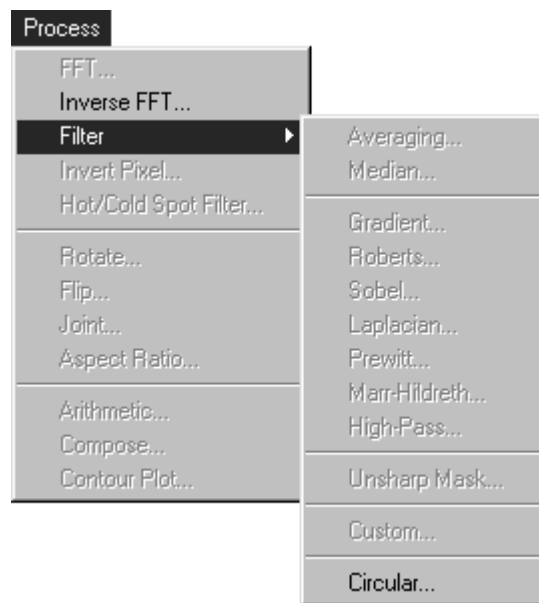 Process
FFT...
Inverse FFT...
Filter
Invert Pixel...
Hot/Cold Spot Filter...
Rotate...
Flip...
Joint...
Aspect Ratio...
Arithmetic...
Compose...
Contour Plot...
Averaging...
Median...
Gradient...
Roberts...
Sobel...
Laplacian...
Prewitt...
Marr-Hildreth...
High-Pass...
Unsharp Mask...
Custom...
Circular...